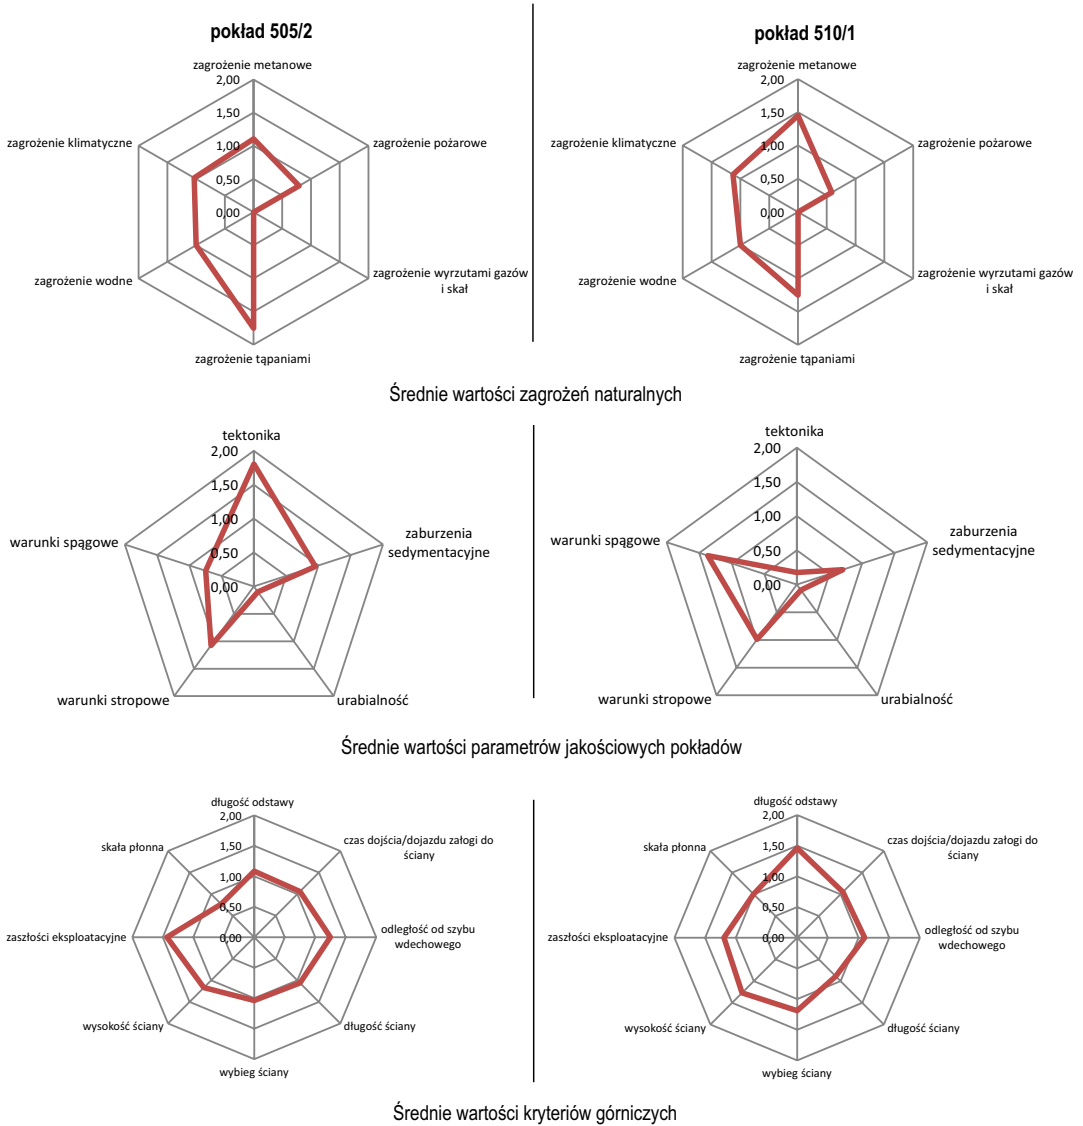 pokład 505/2
zagrożenie metanowe
2,00
1,50
1,00
0,50
0,00
zagrożenie klimatyczne
zagrożenie pożarowe
zagrożenie wodne
zagrożenie wyrzutami gazów
i skał
zagrożenie tąpaniami
pokład 510/1
zagrożenie metanowe
2,00
1,50
1,00
0,50
0,00
zagrożenie klimatyczne
zagrożenie pożarowe
zagrożenie wodne
zagrożenie wyrzutami gazów
i skał
zagrożenie tąpaniami
Średnie wartości zagrożeń naturalnych
tektonika
2,00
1,50
1,00
0,50
0,00
warunki spągowe
zaburzenia
sedymentacyjne
warunki stropowe
urabialność
tektonika
2,00
1,50
1,00
0,50
0,00
warunki spągowe
zaburzenia
sedymentacyjne
warunki stropowe
urabialność
Średnie wartości parametrów jakościowych pokładów
długość odstawy
2,00
1,50
1,00
0,50
0,00
skała płonna
czas dojścia/dojazdu załogi do
ściany
zaszłości eksploatacyjne
odległość od szybu
wdechowego
wysokość ściany
długość ściany
wybieg ściany
długość odstawy
2,00
1,50
1,00
0,50
0,00
skała płonna
czas dojścia/dojazdu załogi do
ściany
zaszłości eksploatacyjne
odległość od szybu
wdechowego
wysokość ściany
długość ściany
wybieg ściany
Średnie wartości kryteriów górniczych